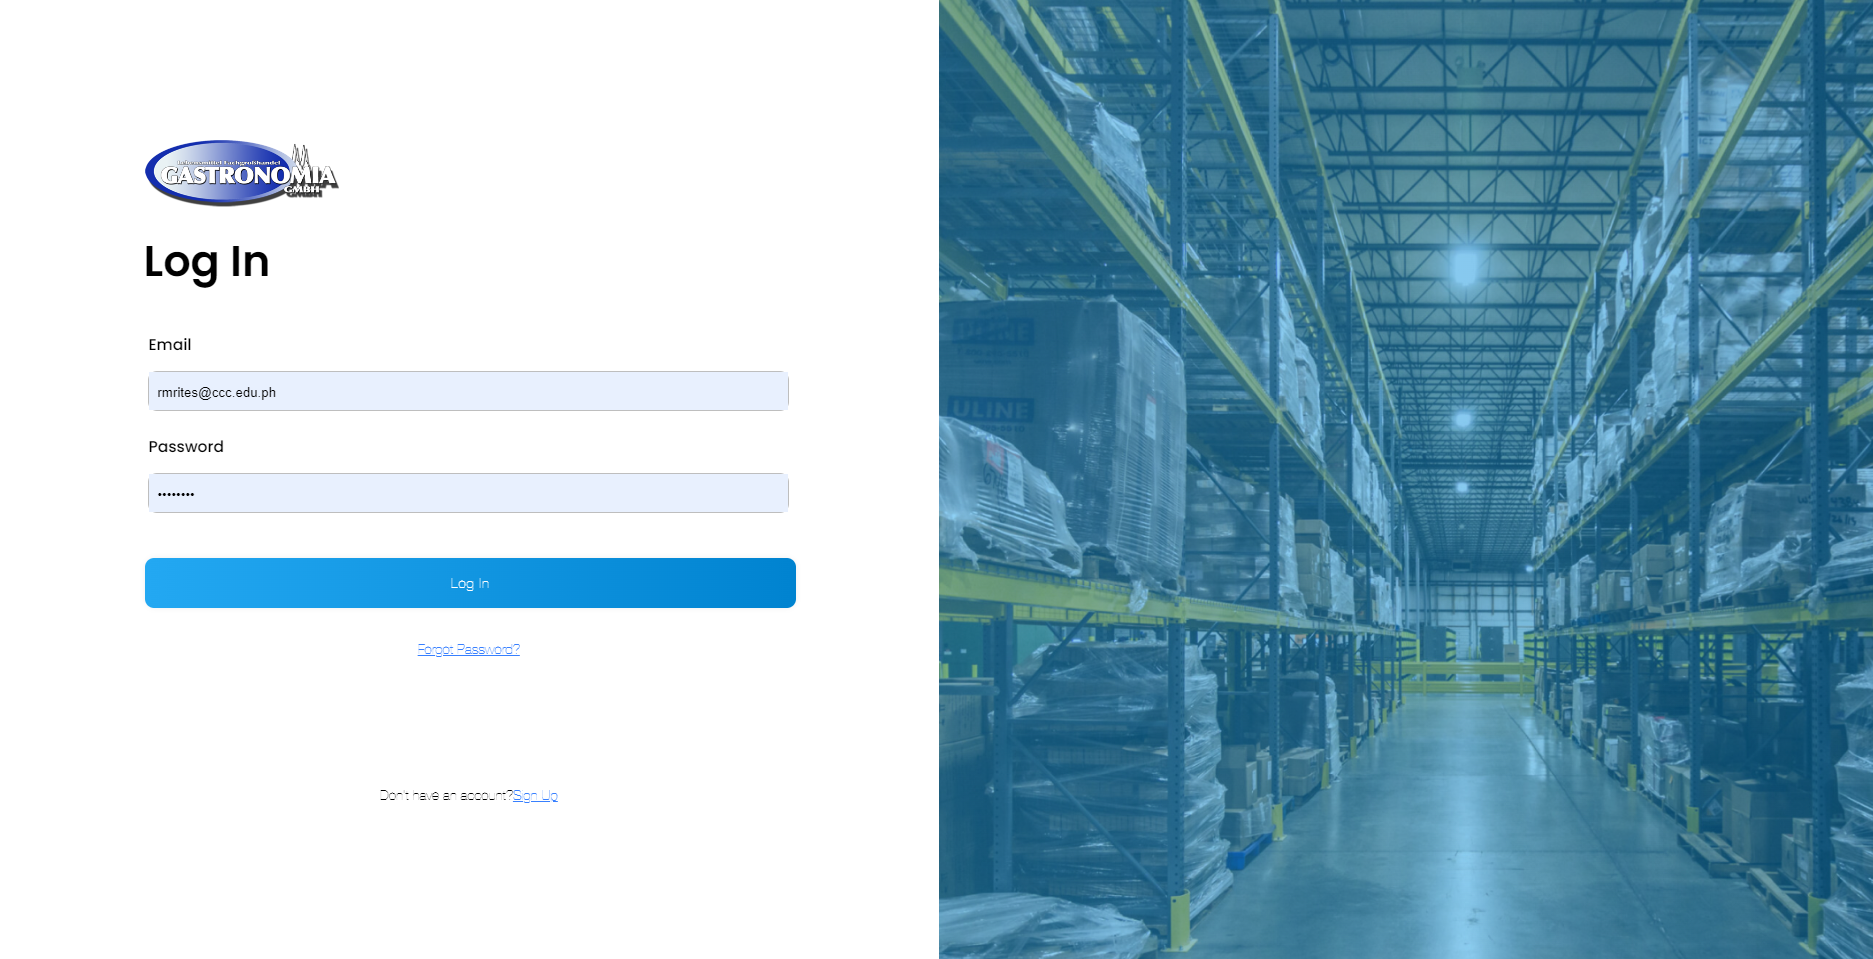 Lebensmittel Fachgroßhandel
GASTRONOMIA
GMBH
Log In
Email
rmrites@ccc.edu.ph
Password
••••••••
Log In
Forgot Password?
Don't have an account?Sign Up
ULINE
ULINE